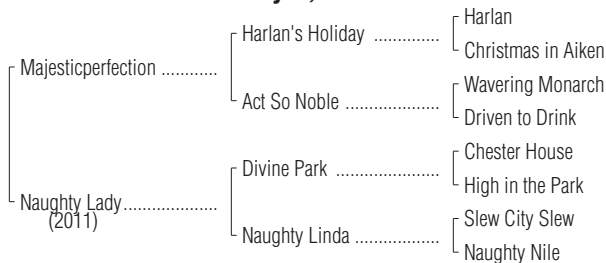 Harlan
Harlan's Holiday ..............
Christmas in Aiken
Majesticperfection ............
Wavering Monarch
Act So Noble ....................
Driven to Drink
Chester House
Divine Park ......................
High in the Park
Naughty Lady....................
(2011)
Slew City Slew
Naughty Linda ...................
Naughty Nile